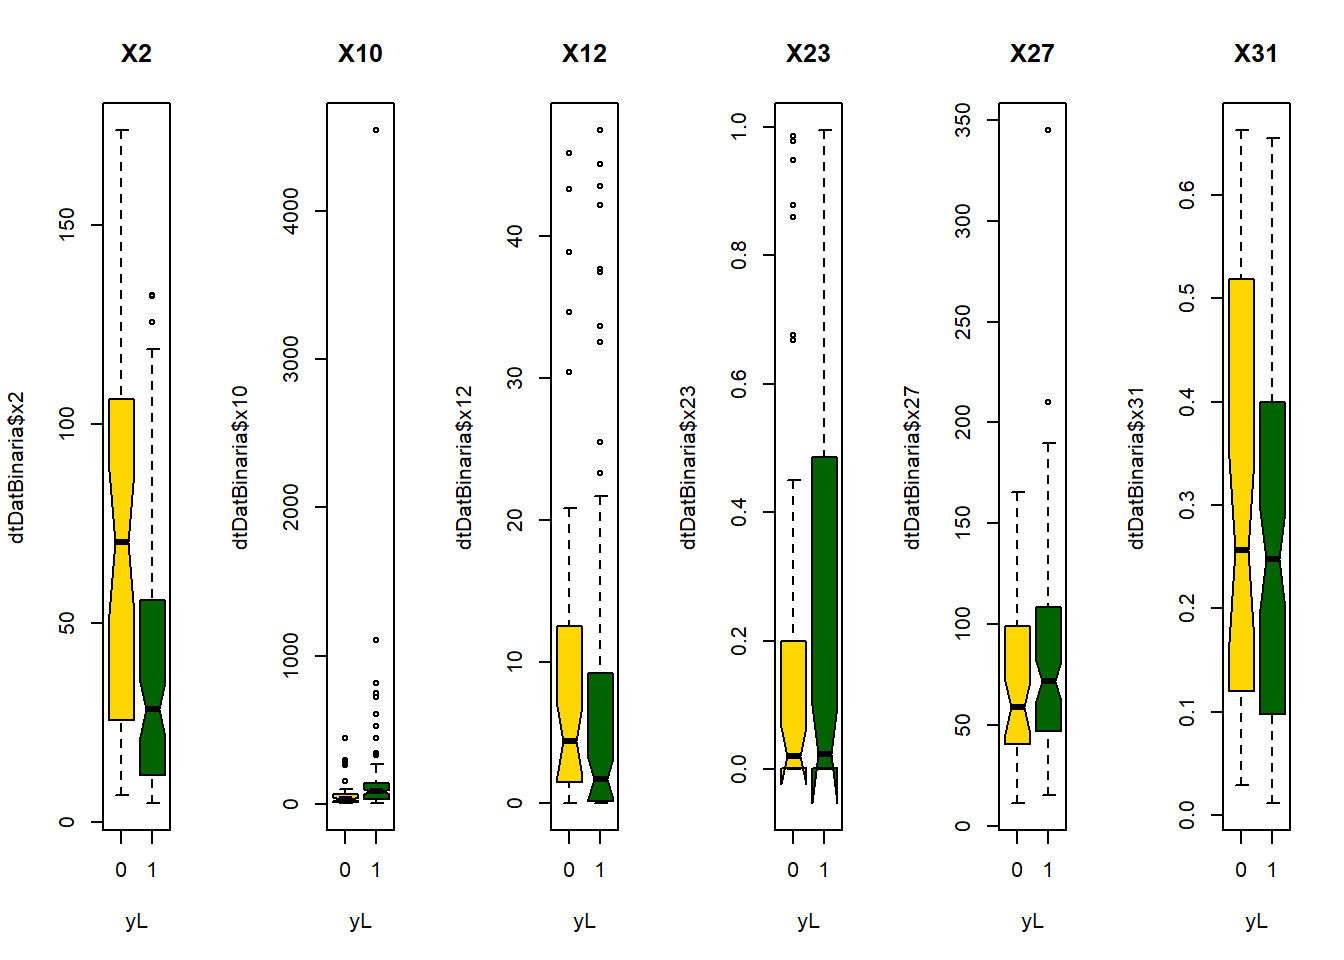 X2
dtDatBinaria$x2
0
50
100
150
0 1
yL
X10
dtDatBinaria$x10
0
1000
2000
3000
4000
0 1
yL
X12
dtDatBinaria$x12
0
10
20
30
40
0 1
yL
X23
dtDatBinaria$x23
0.0
0.2
0.4
0.6
0.8
1.0
0 1
yL
X27
dtDatBinaria$x27
0
50
100
150
200
250
300
350
0 1
yL
X31
dtDatBinaria$x31
0.0
0.1
0.2
0.3
0.4
0.5
0.6
0 1
yL